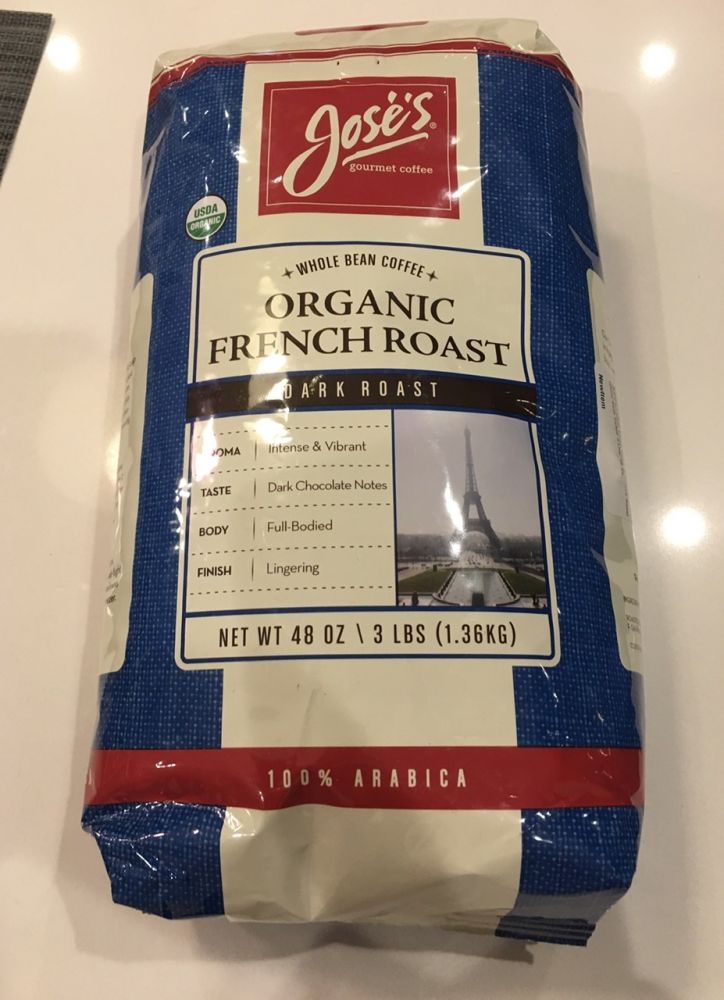 José's®
gourmet coffee
USDA
ORGANIC
WHOLE BEAN COFFEE
ORGANIC
FRENCH ROAST
DARK ROAST
AROMA | Intense & Vibrant
TASTE | Dark Chocolate Notes
BODY | Full-Bodied
FINISH | Lingering
NET WT 48 OZ \ 3 LBS (1.36KG)
100% ARABICA